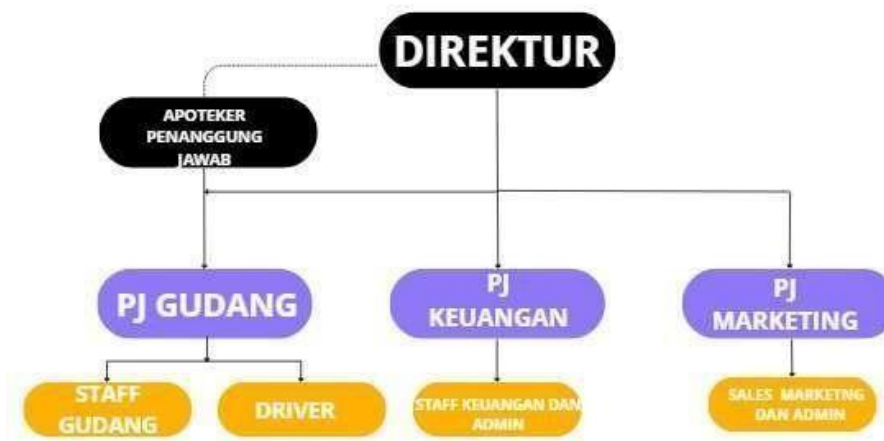 DIREKTUR
APOTEKER
PENANGGUNG
JAWAB
PJ GUDANG
PJ
KEUANGAN
PJ
MARKETING
STAFF
GUDANG
DRIVER
STAFF KEUANGAN DAN
ADMIN
SALES MARKETNG
DAN ADMIN